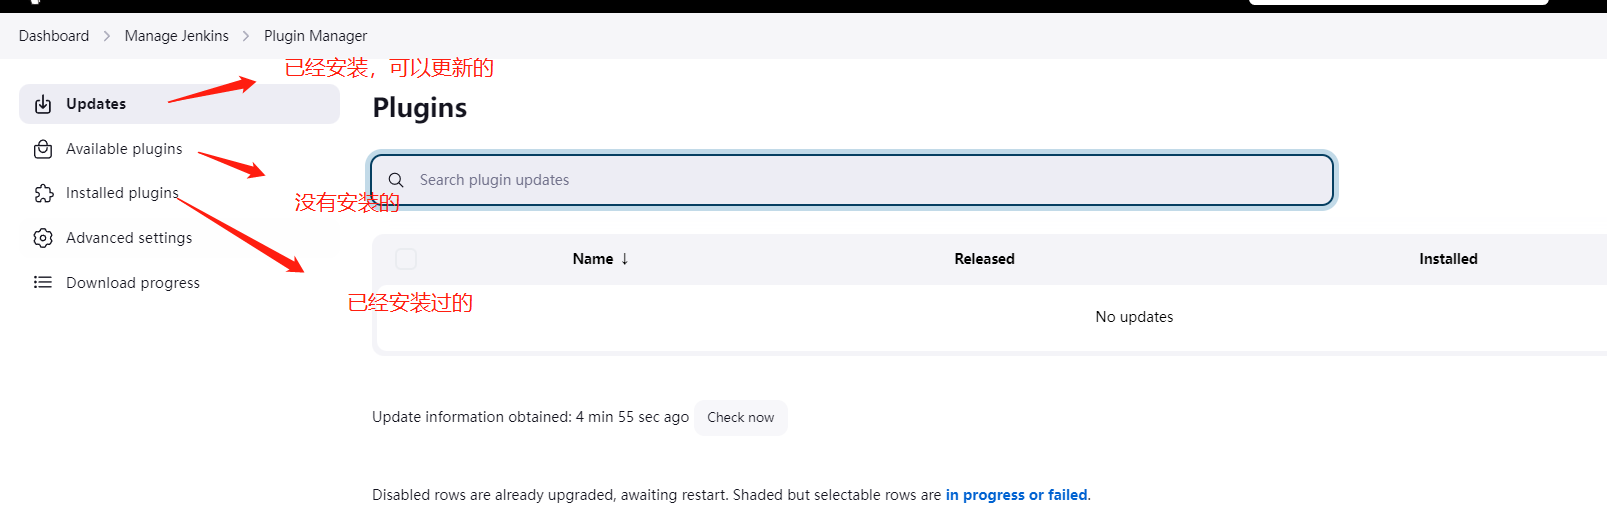 Dashboard > Manage Jenkins > Plugin Manager
已经安装，可以更新的
Updates
Plugins
Available plugins
Search plugin updates
Installed plugins
没有安装的
Advanced settings
Name ↓ Released Installed
Download progress
已经安装过的
No updates
Update information obtained: 4 min 55 sec ago Check now
Disabled rows are already upgraded, awaiting restart. Shaded but selectable rows are in progress or failed.